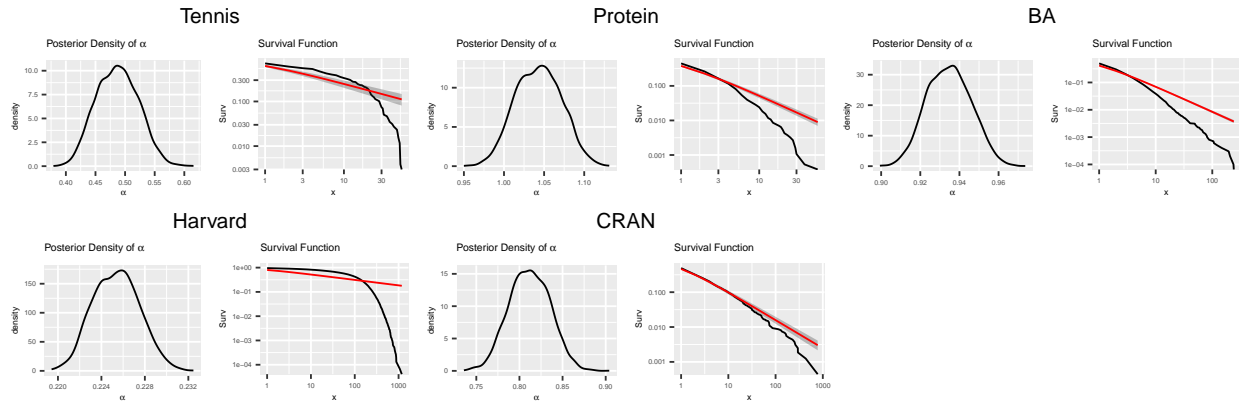 Tennis
Protein
BA
Posterior Density of α
Survival Function
Posterior Density of α
Survival Function
Posterior Density of α
Survival Function
density
10.0
7.5
5.0
2.5
0.0
0.40 0.45 0.50 0.55 0.60
α
Surv
0.300
0.100
0.030
0.010
0.003
1 3 10 30
x
density
10
5
0
0.95 1.00 1.05 1.10
α
Surv
0.100
0.010
0.001
1 3 10 30
x
density
30
20
10
0
0.90 0.92 0.94 0.96
α
Surv
1e−01
1e−02
1e−03
1e−04
1 10 100
x
Harvard
CRAN
Posterior Density of α
Survival Function
Posterior Density of α
Survival Function
density
150
100
50
0
0.220 0.224 0.228 0.232
α
Surv
1e+00
1e−01
1e−02
1e−03
1e−04
1 10 100 1000
x
density
15
10
5
0
0.75 0.80 0.85 0.90
α
Surv
0.100
0.010
0.001
1 10 100 1000
x